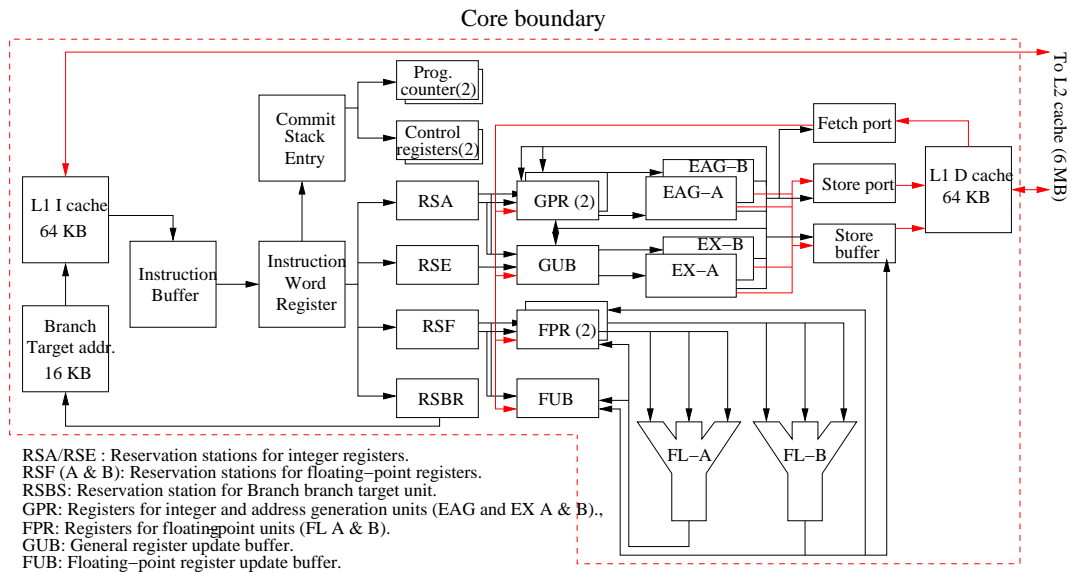 Core boundary
To L2 cache (6 MB)
Prog.
counter(2)
Commit
Stack
Entry
Control
registers(2)
Fetch port
L1 I cache
64 KB
RSA
GPR (2)
EAG−B
EAG−A
Store port
L1 D cache
64 KB
Instruction
Buffer
Instruction
Word
Register
RSE
GUB
EX−B
EX−A
Store
buffer
Branch
Target addr.
16 KB
RSF
FPR (2)
RSBR
FUB
FL−A
FL−B
RSA/RSE : Reservation stations for integer registers.
RSF (A & B): Reservation stations for floating−point registers.
RSBS: Reservation station for Branch branch target unit.
GPR: Registers for integer and address generation units (EAG and EX A & B).,
FPR: Registers for floating−point units (FL A & B).
GUB: General register update buffer.
FUB: Floating−point register update buffer.